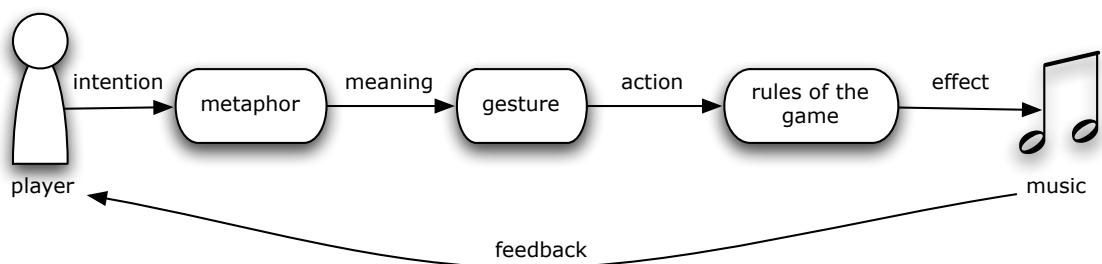 intention
metaphor
meaning
gesture
action
rules of the
game
effect
player
music
feedback